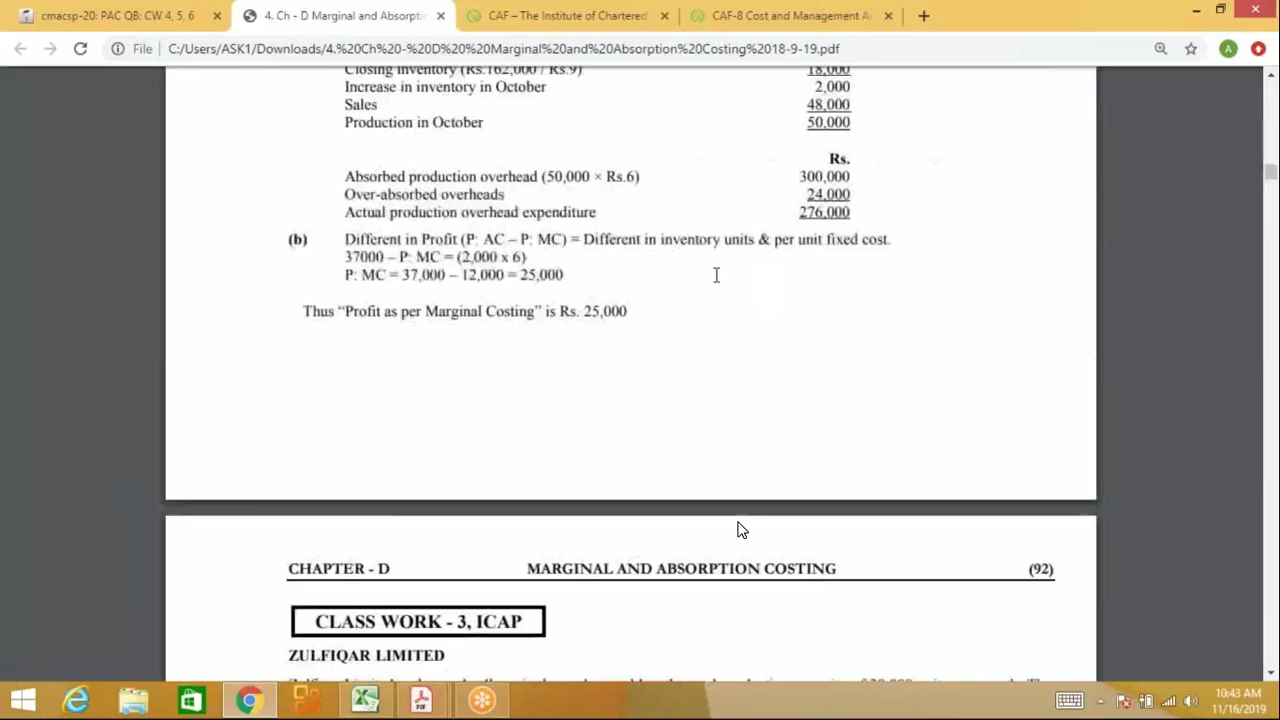 cmacsp-20: PAC QB: CW 4, 5, 6
4. Ch - D Marginal and Absorpti
CAF – The Institute of Chartered
CAF-8 Cost and Management A
File
C:/Users/ASK1/Downloads/4.%20Ch%20-%20D%20%20Marginal%20and%20Absorption%20Costing%2018-9-19.pdf
A
Closing inventory (Rs.162,000 / Rs.9) 18,000
Increase in inventory in October 2,000
Sales 48,000
Production in October 50,000
Rs.
Absorbed production overhead (50,000 × Rs.6) 300,000
Over-absorbed overheads 24,000
Actual production overhead expenditure 276,000
(b) Different in Profit (P: AC – P: MC) = Different in inventory units & per unit fixed cost.
37000 – P: MC = (2,000 x 6)
P: MC = 37,000 – 12,000 = 25,000
Thus “Profit as per Marginal Costing” is Rs. 25,000
CHAPTER - D MARGINAL AND ABSORPTION COSTING (92)
CLASS WORK - 3, ICAP
ZULFIQAR LIMITED
10:43 AM
11/16/2019